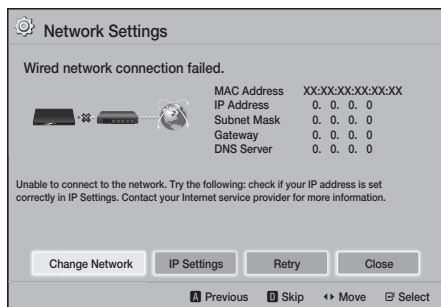 Network Settings
Wired network connection failed.
MAC Address XX:XX:XX:XX:XX:XX
IP Address 0. 0. 0. 0
Subnet Mask 0. 0. 0. 0
Gateway 0. 0. 0. 0
DNS Server 0. 0. 0. 0
Unable to connect to the network. Try the following: check if your IP address is set
correctly in IP Settings. Contact your Internet service provider for more information.
Change Network IP Settings Retry Close
A Previous D Skip Move Select